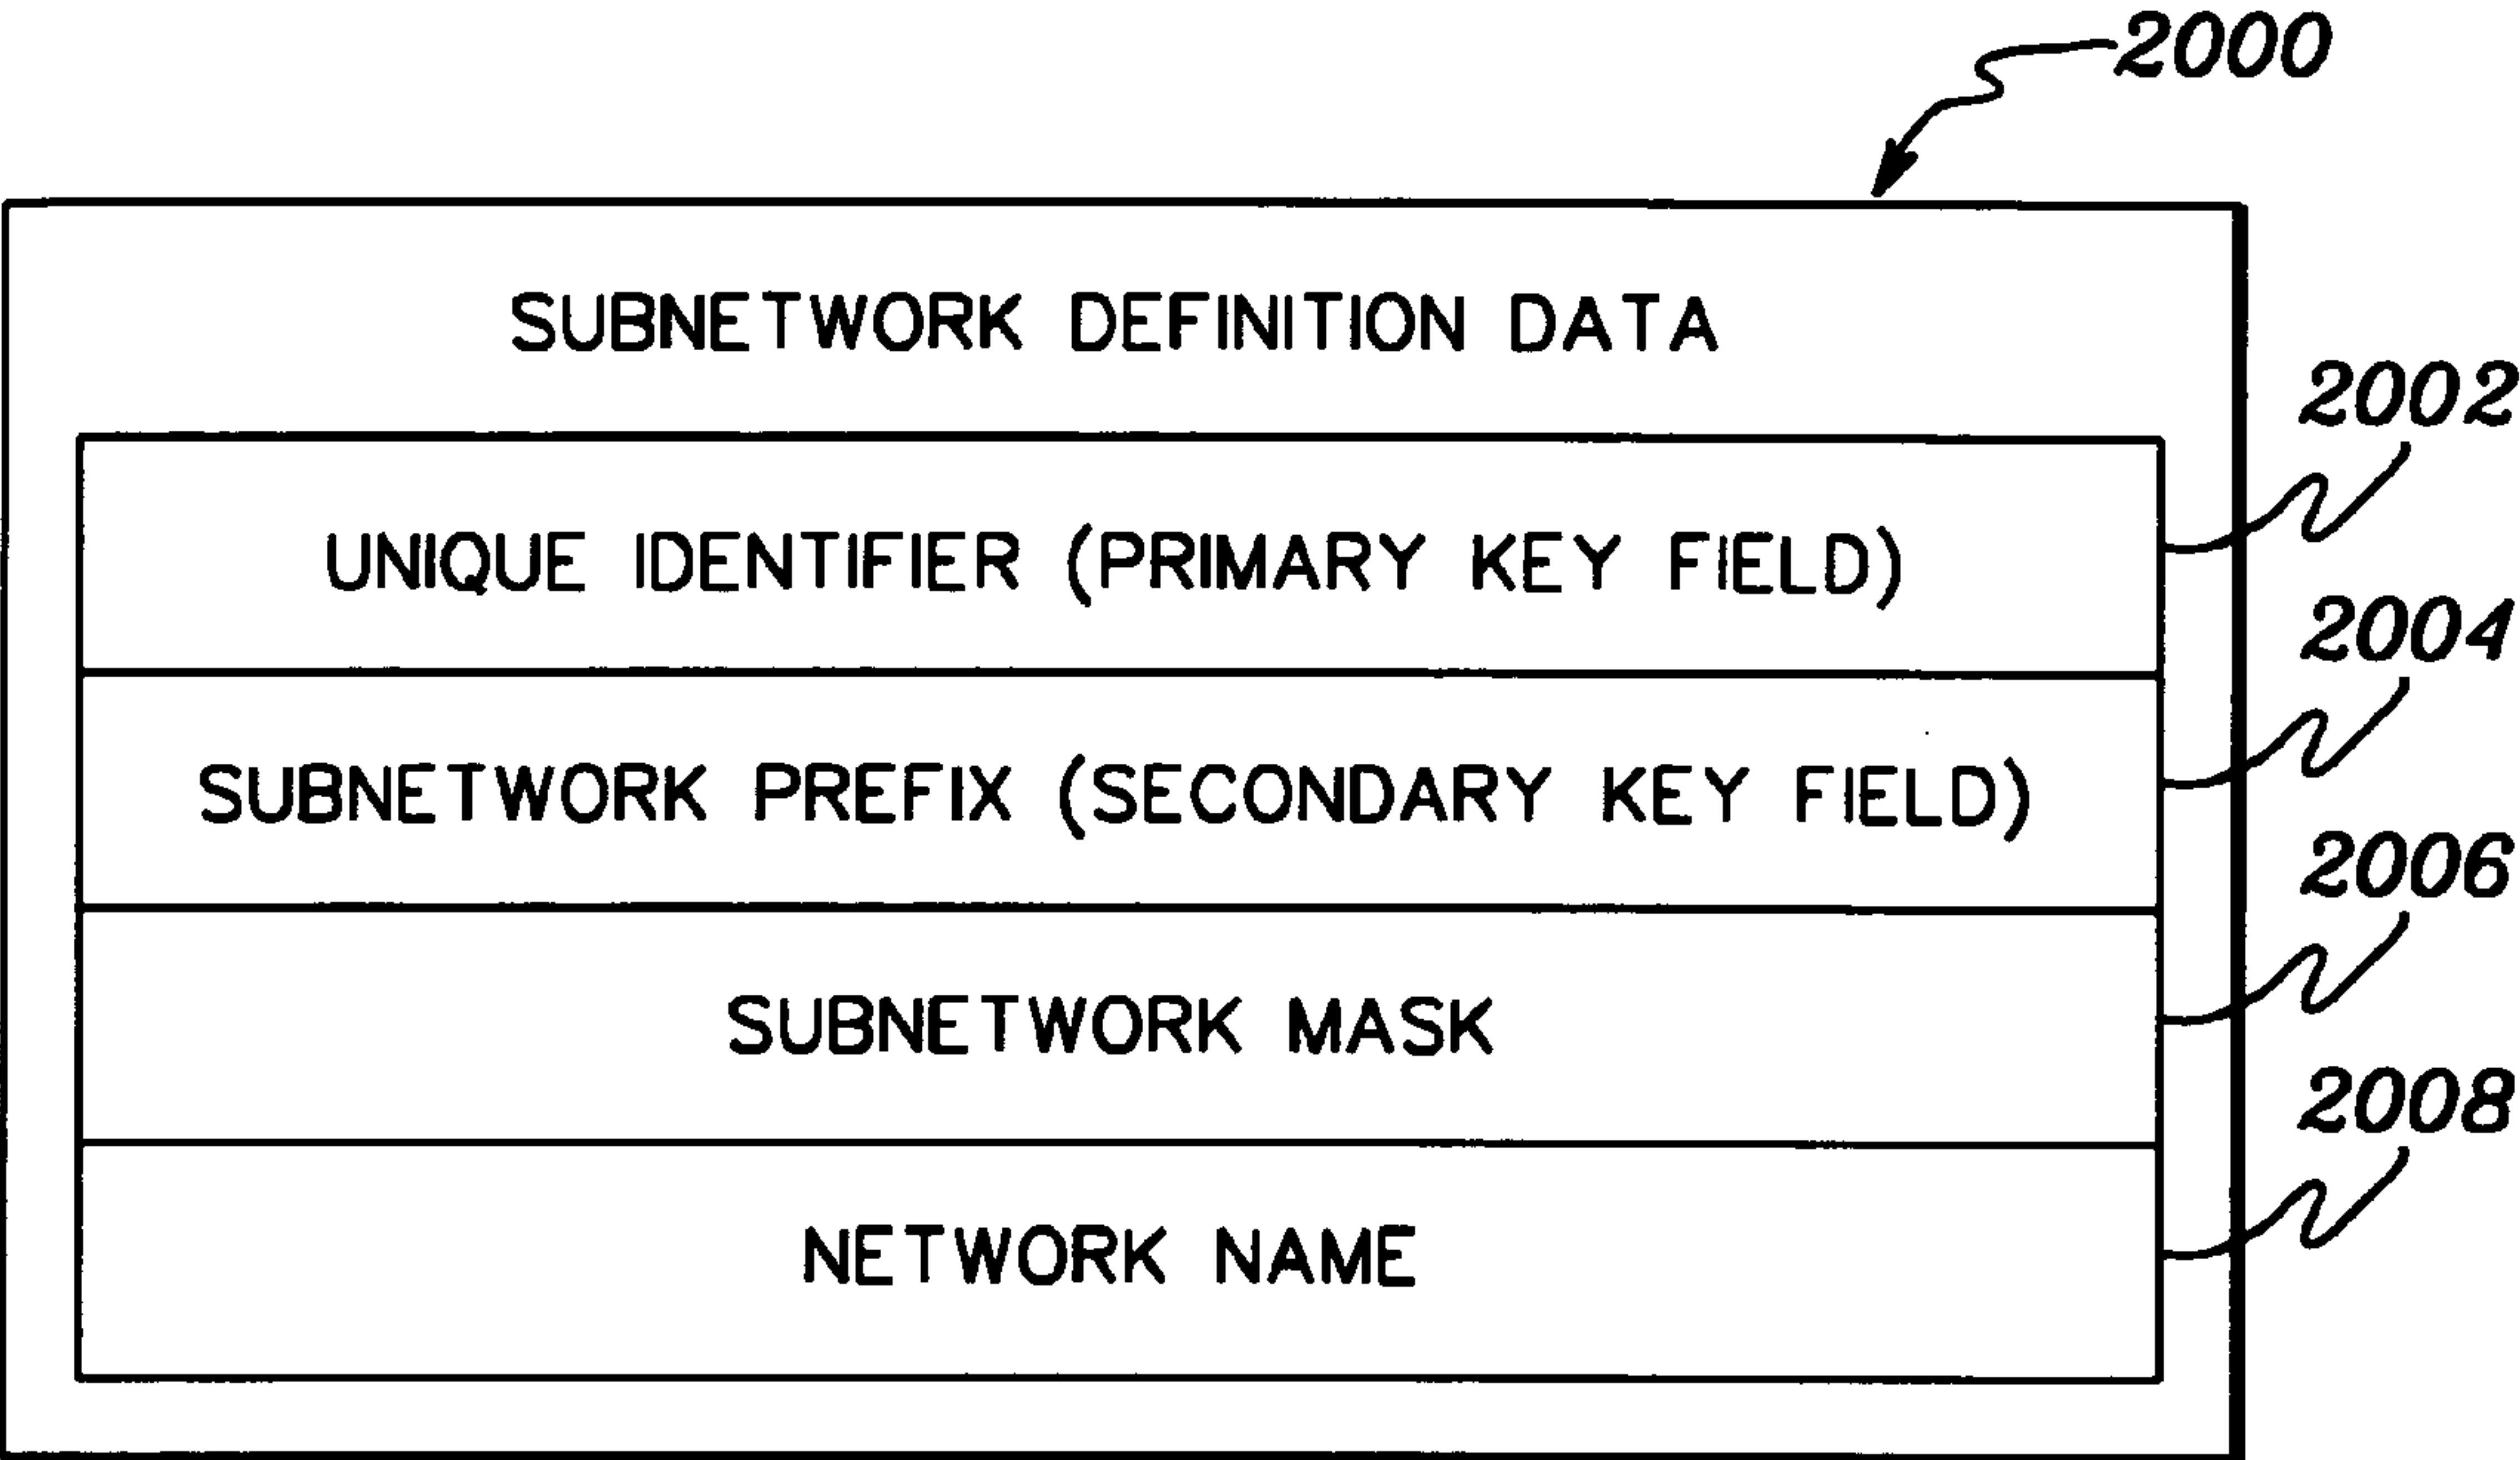 2000
SUBNETWORK DEFINITION DATA
2002
UNIQUE IDENTIFIER (PRIMARY KEY FIELD)
2004
SUBNETWORK PREFIX (SECONDARY KEY FIELD)
2006
SUBNETWORK MASK
2008
NETWORK NAME